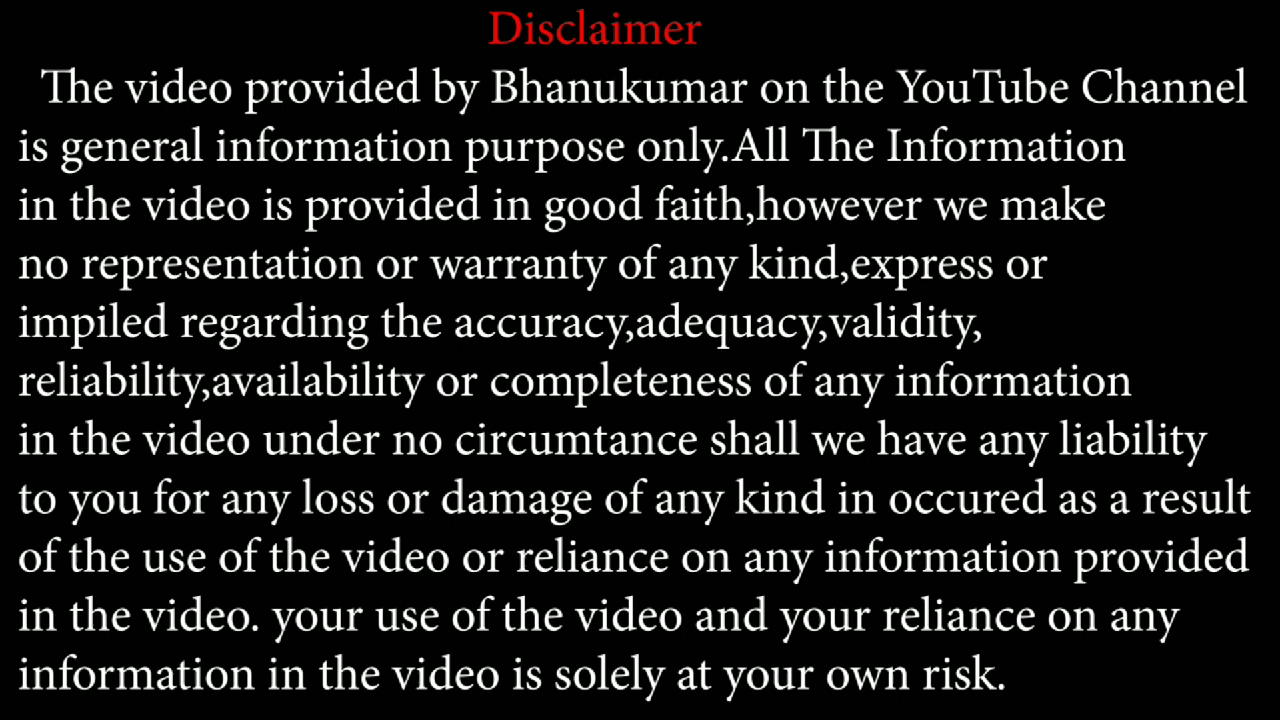 Disclaimer
The video provided by Bhanukumar on the YouTube Channel
is general information purpose only.All The Information
in the video is provided in good faith,however we make
no representation or warranty of any kind,express or
impiled regarding the accuracy,adequacy,validity,
reliability,availability or completeness of any information
in the video under no circumtance shall we have any liability
to you for any loss or damage of any kind in occured as a result
of the use of the video or reliance on any information provided
in the video. your use of the video and your reliance on any
information in the video is solely at your own risk.